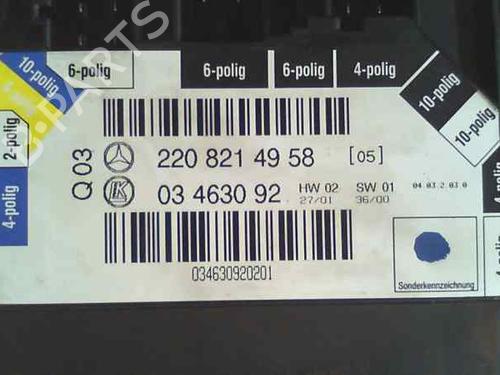 10-polig
6-polig
6-polig
6-polig
4-polig
10-polig
10-polig
2-polig
4-polig
Q 03
220 821 49 58 [05]
03 4630 92 HW 02 SW 01 04.03.2.03.0
27/01 36/00
034630920201
Sonderkennzeichnung